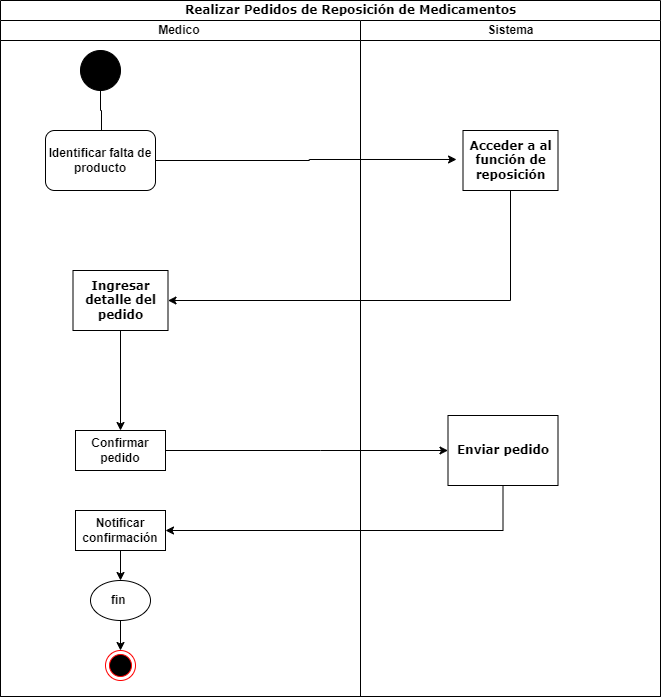 Realizar Pedidos de Reposición de Medicamentos
Medico
Sistema
Identificar falta de
producto
Acceder a al
función de
reposición
Ingresar
detalle del
pedido
Confirmar
pedido
Enviar pedido
Notificar
confirmación
fin